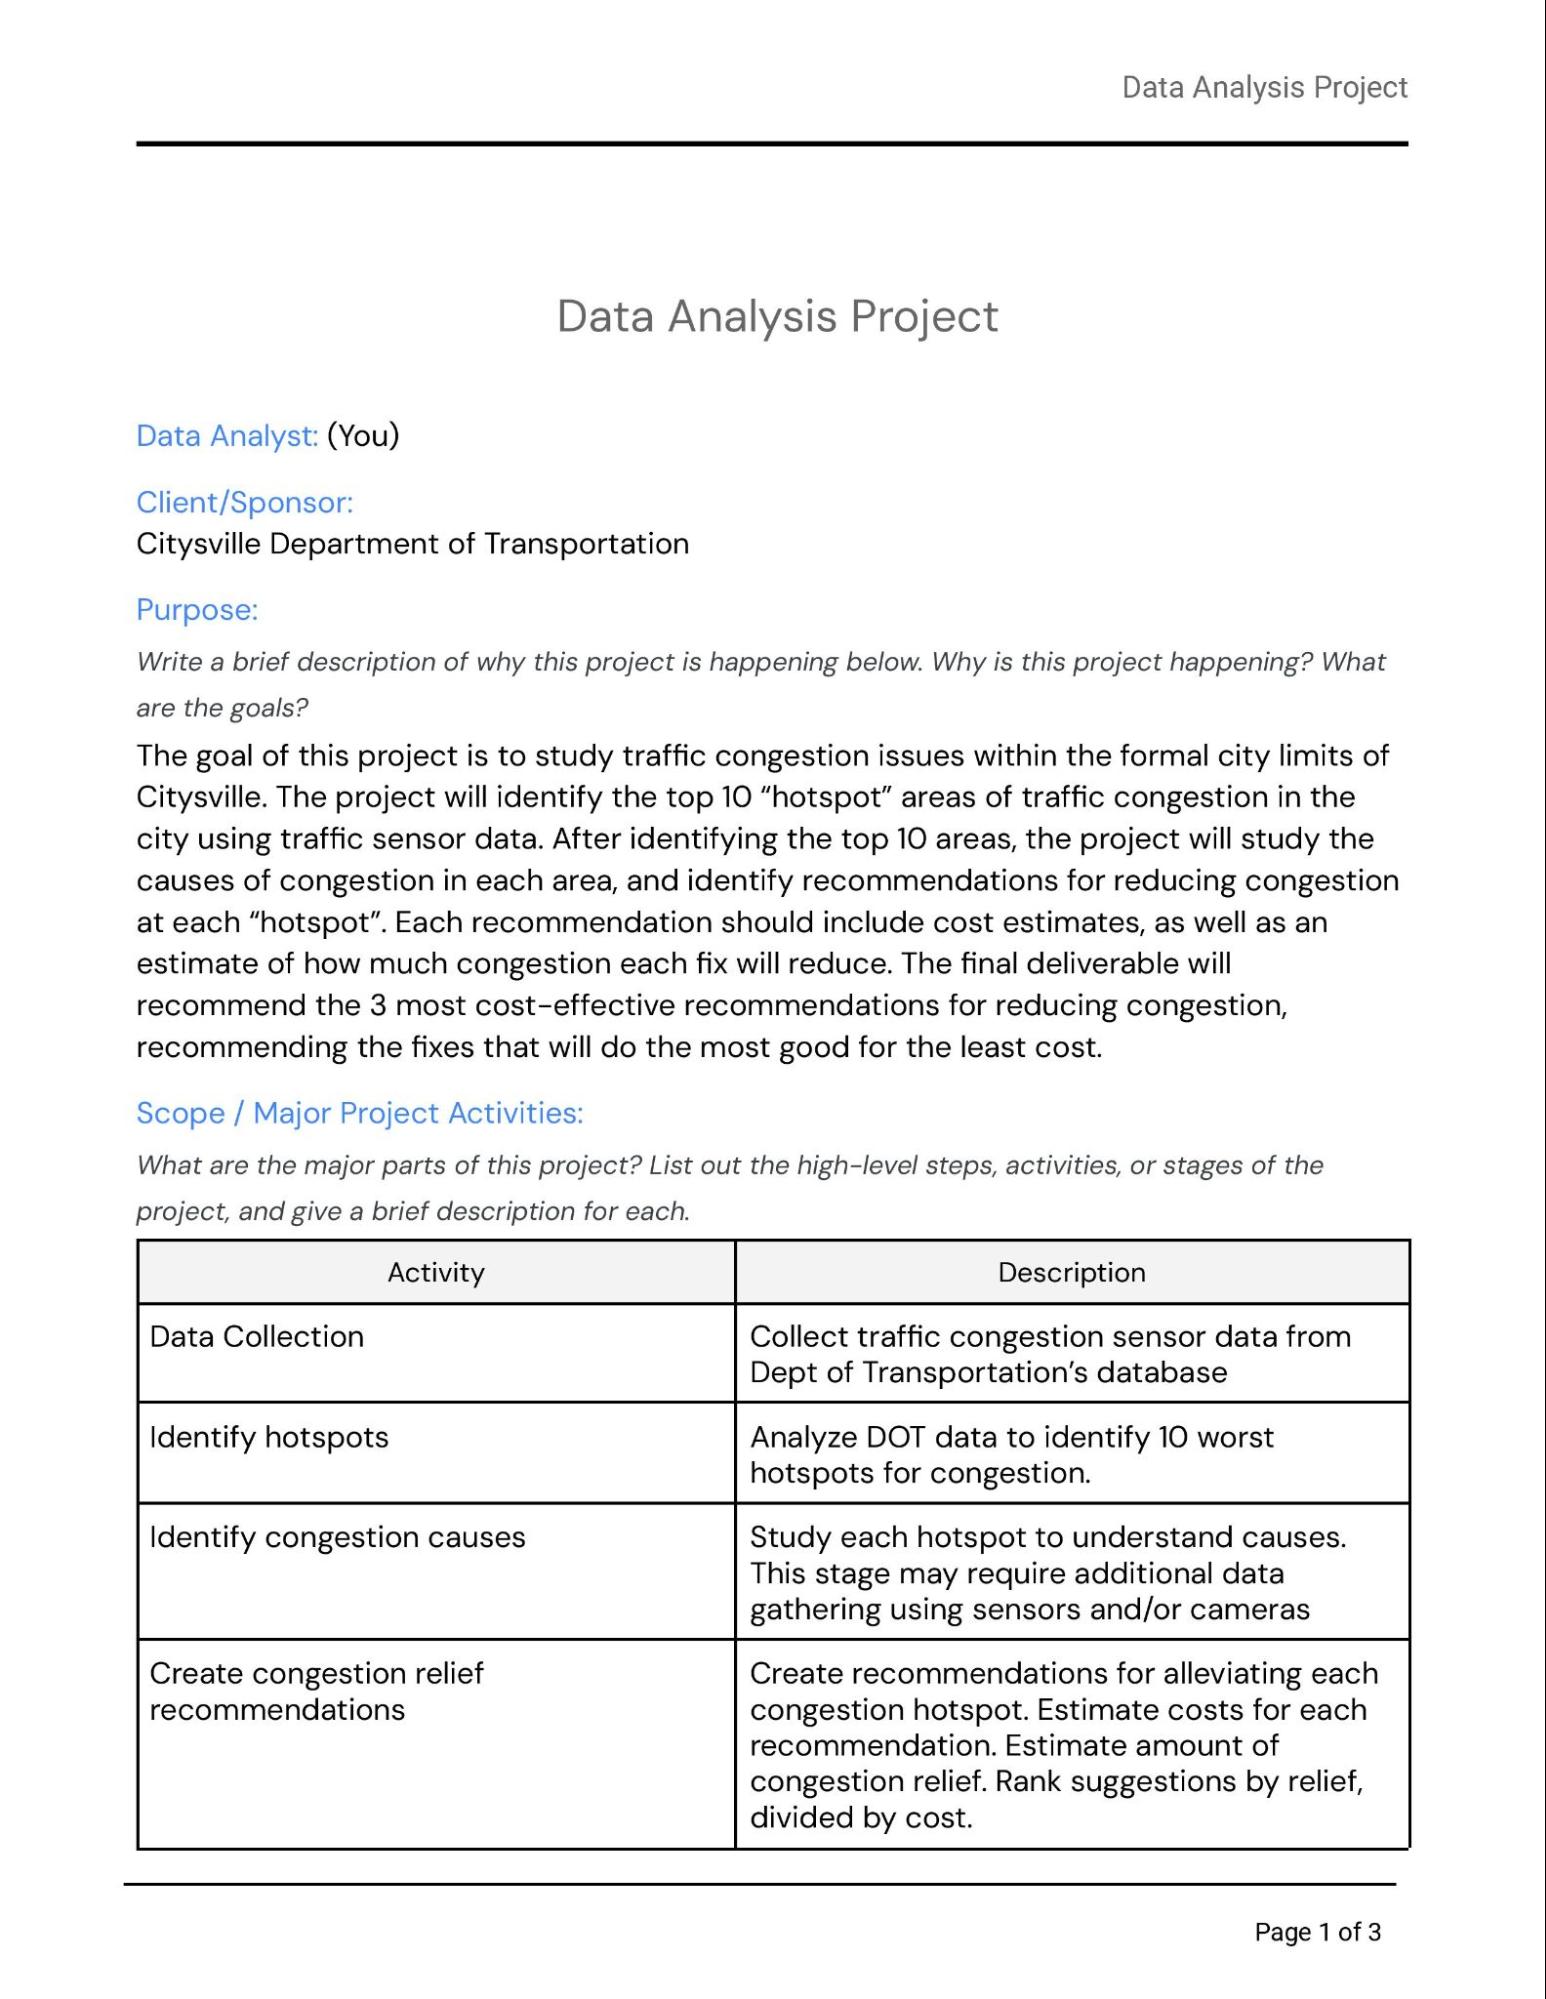 Data Analysis Project
Data Analysis Project
Data Analyst: (You)
Client/Sponsor:
Citysville Department of Transportation
Purpose:
Write a brief description of why this project is happening below. Why is this project happening? What
are the goals?
The goal of this project is to study traffic congestion issues within the formal city limits of
Citysville. The project will identify the top 10 “hotspot” areas of traffic congestion in the
city using traffic sensor data. After identifying the top 10 areas, the project will study the
causes of congestion in each area, and identify recommendations for reducing congestion
at each “hotspot”. Each recommendation should include cost estimates, as well as an
estimate of how much congestion each fix will reduce. The final deliverable will
recommend the 3 most cost-effective recommendations for reducing congestion,
recommending the fixes that will do the most good for the least cost.
Scope / Major Project Activities:
What are the major parts of this project? List out the high-level steps, activities, or stages of the
project, and give a brief description for each.
Activity
Description
Data Collection
Collect traffic congestion sensor data from
Dept of Transportation’s database
Identify hotspots
Analyze DOT data to identify 10 worst
hotspots for congestion.
Identify congestion causes
Study each hotspot to understand causes.
This stage may require additional data
gathering using sensors and/or cameras
Create congestion relief
recommendations
Create recommendations for alleviating each
congestion hotspot. Estimate costs for each
recommendation. Estimate amount of
congestion relief. Rank suggestions by relief,
divided by cost.
Page 1 of 3